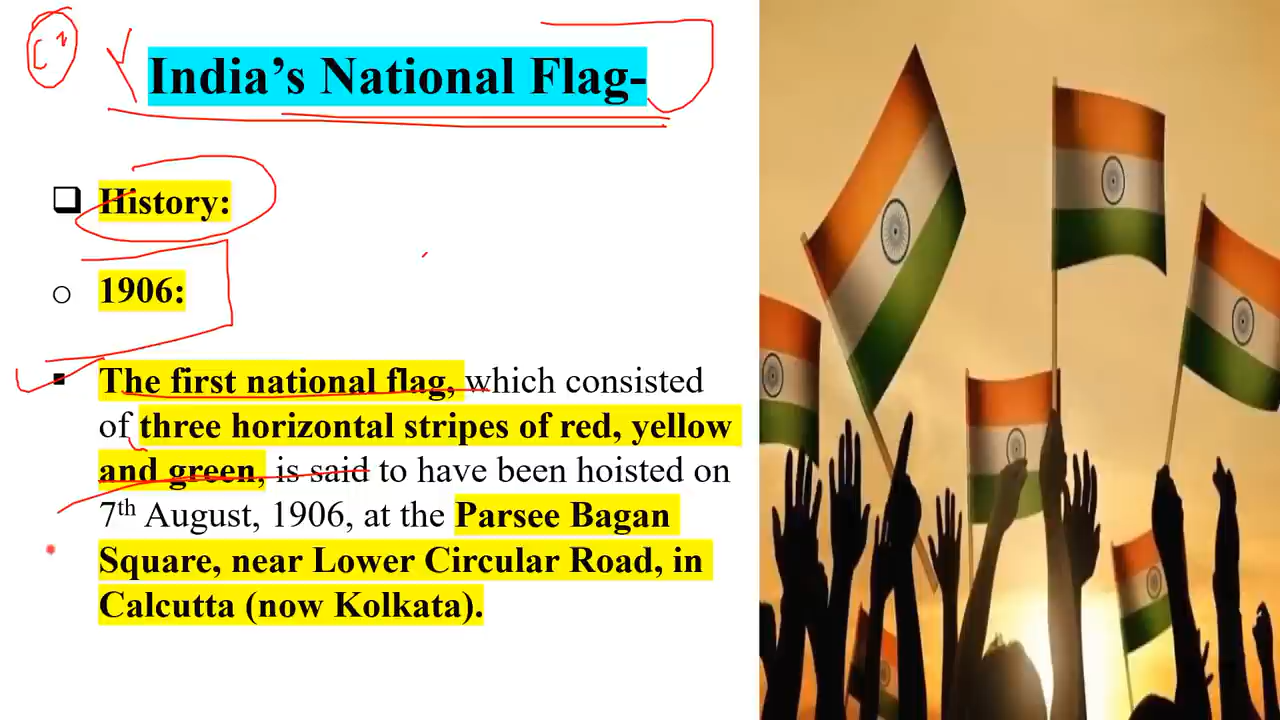 India’s National Flag-
History:
1906:
The first national flag, which consisted
of three horizontal stripes of red, yellow
and green, is said to have been hoisted on
7th August, 1906, at the Parsee Bagan
Square, near Lower Circular Road, in
Calcutta (now Kolkata).